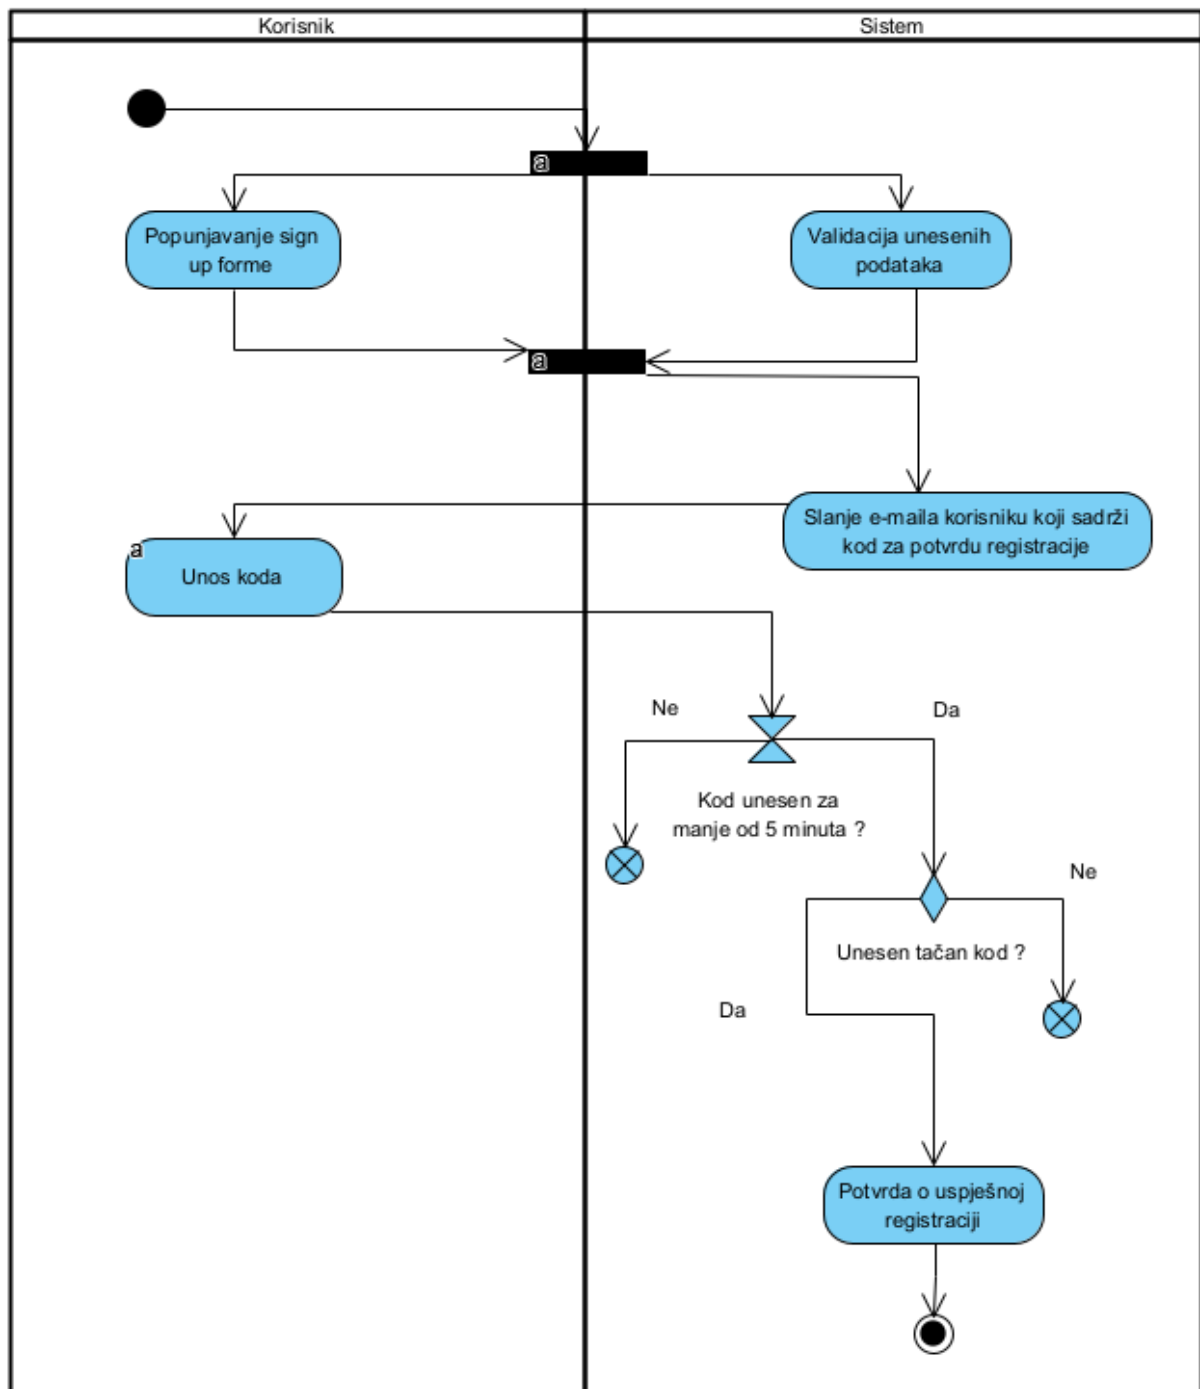 Korisnik
Sistem
a
Popunjavanje sign
up forme
Validacija unesenih
podataka
a
Slanje e-maila korisniku koji sadrži
kod za potvrdu registracije
a
Unos koda
Ne
Da
Kod unesen za
manje od 5 minuta ?
Ne
Unesen tačan kod ?
Da
Potvrda o uspješnoj
registraciji